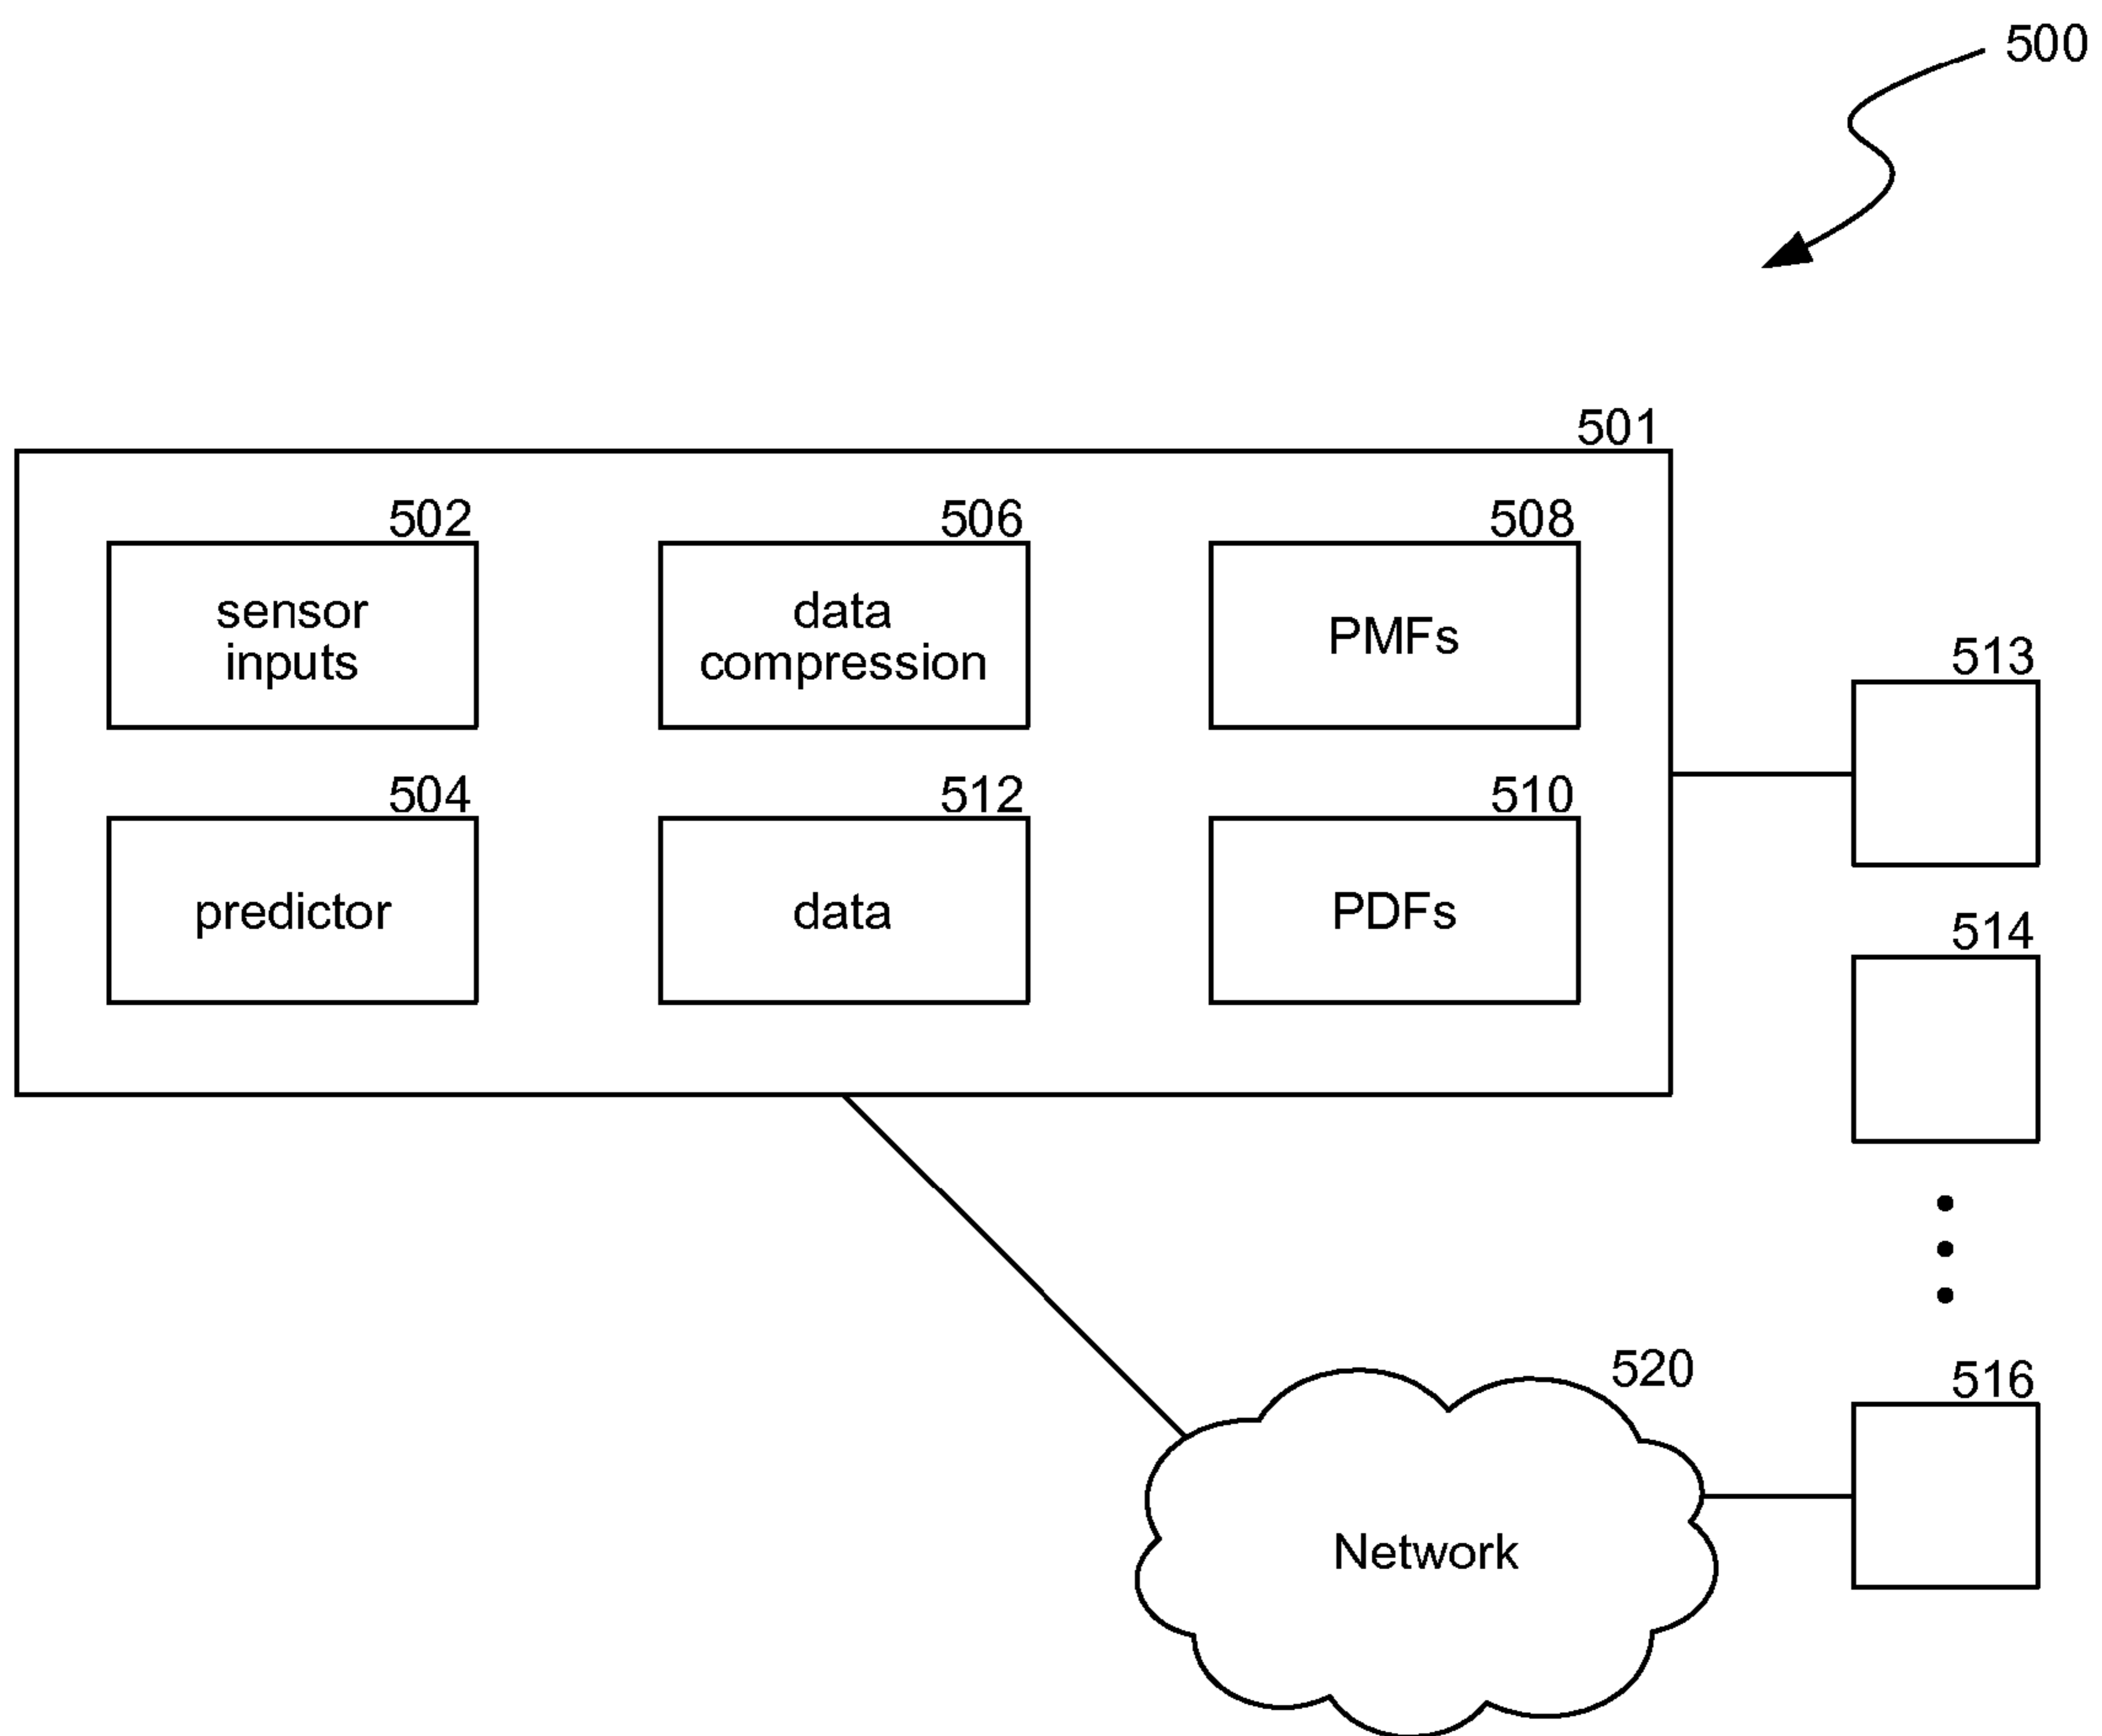 500
501
502
506
508
sensor
inputs
data
compression
PMFs
513
504
512
510
predictor
data
PDFs
514
520
516
Network